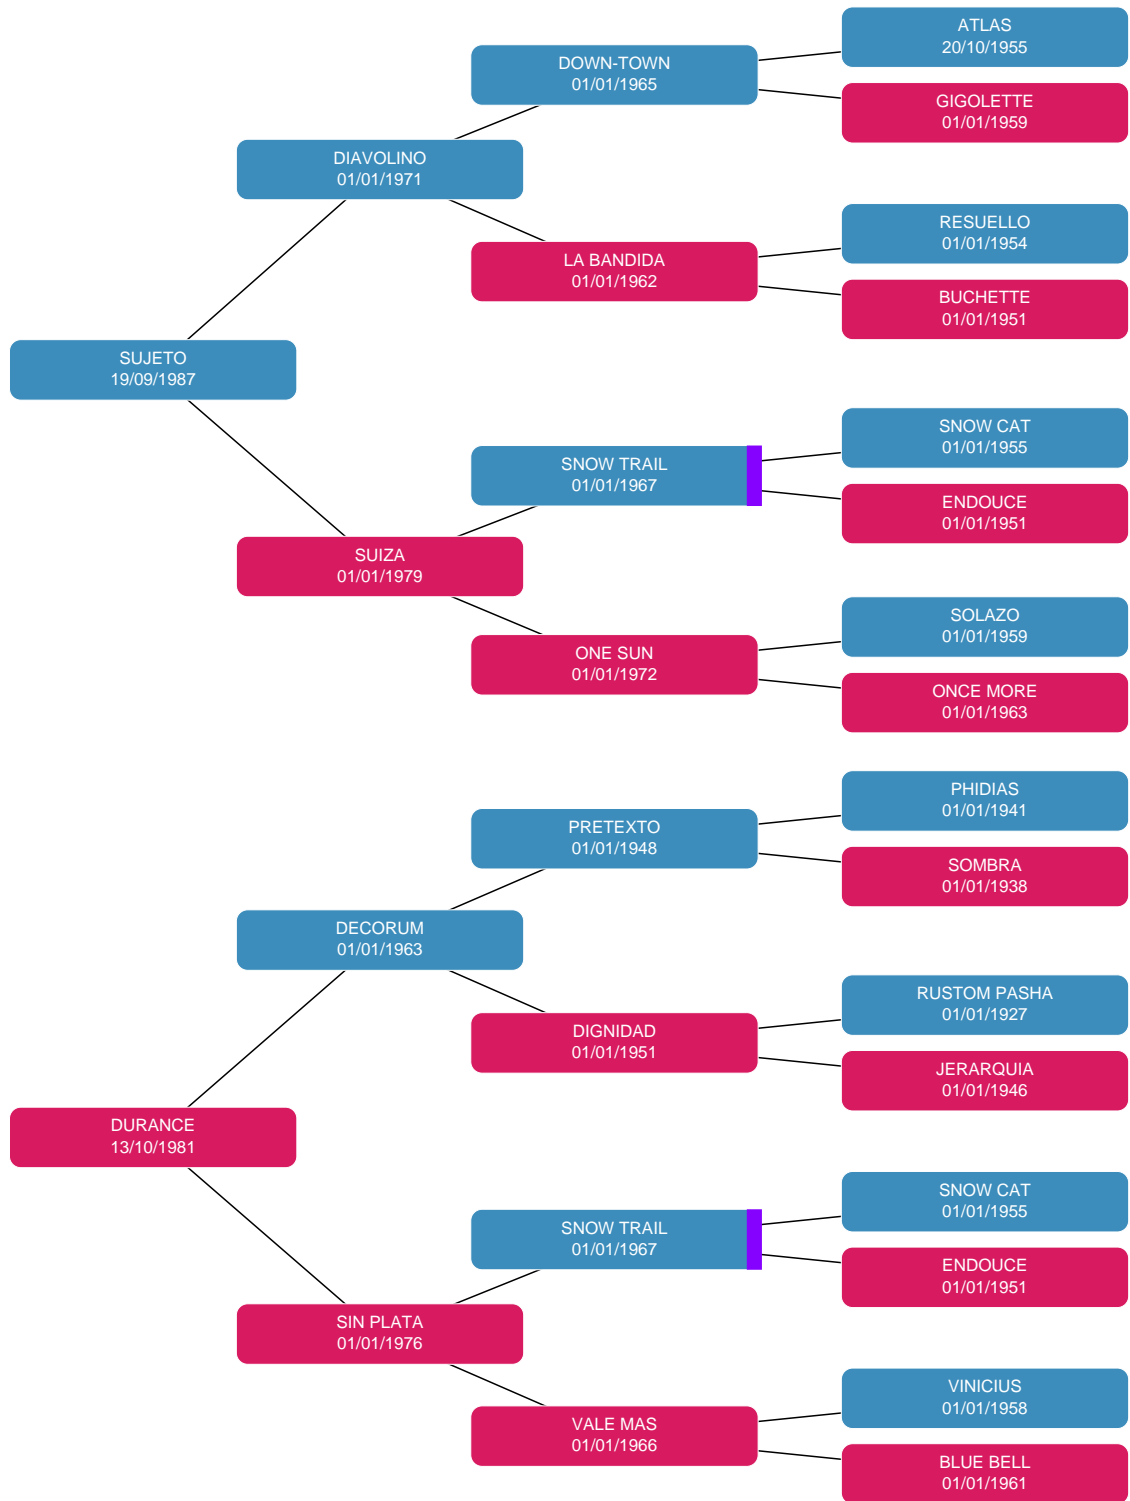 ATLAS
20/10/1955
DOWN-TOWN
01/01/1965
GIGOLETTE
01/01/1959
DIAVOLINO
01/01/1971
RESUELLO
01/01/1954
LA BANDIDA
01/01/1962
BUCHETTE
01/01/1951
SUJETO
19/09/1987
SNOW CAT
01/01/1955
SNOW TRAIL
01/01/1967
ENDOUCE
01/01/1951
SUIZA
01/01/1979
SOLAZO
01/01/1959
ONE SUN
01/01/1972
ONCE MORE
01/01/1963
PHIDIAS
01/01/1941
PRETEXTO
01/01/1948
SOMBRA
01/01/1938
DECORUM
01/01/1963
RUSTOM PASHA
01/01/1927
DIGNIDAD
01/01/1951
JERARQUIA
01/01/1946
DURANCE
13/10/1981
SNOW CAT
01/01/1955
SNOW TRAIL
01/01/1967
ENDOUCE
01/01/1951
SIN PLATA
01/01/1976
VINICIUS
01/01/1958
VALE MAS
01/01/1966
BLUE BELL
01/01/1961